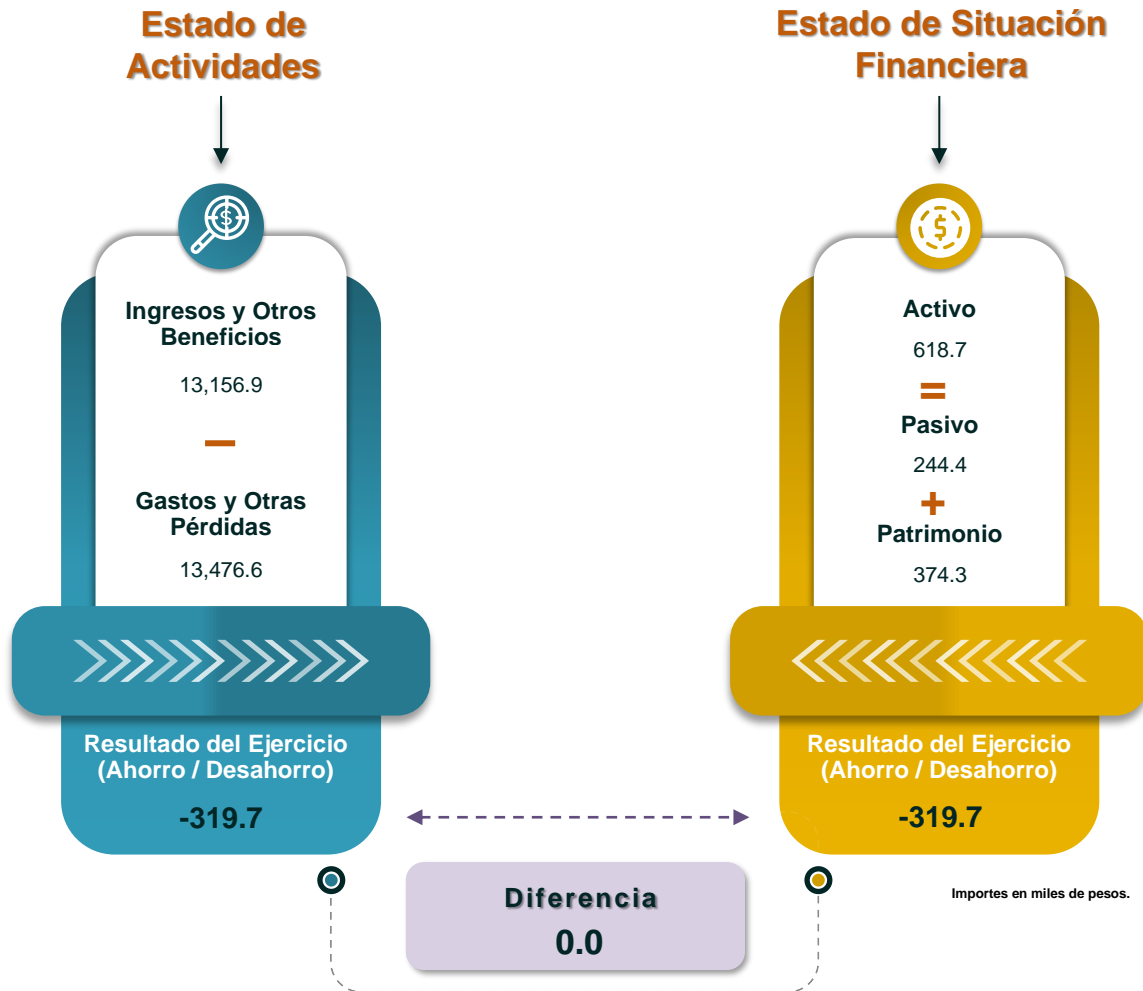 Estado de
Actividades
Ingresos y Otros
Beneficios
13,156.9
–
Gastos y Otras
Pérdidas
13,476.6
Resultado del Ejercicio
(Ahorro / Desahorro)
-319.7
Estado de Situación
Financiera
Activo
618.7
=
Pasivo
244.4
+
Patrimonio
374.3
Resultado del Ejercicio
(Ahorro / Desahorro)
-319.7
Diferencia
0.0
Importes en miles de pesos.